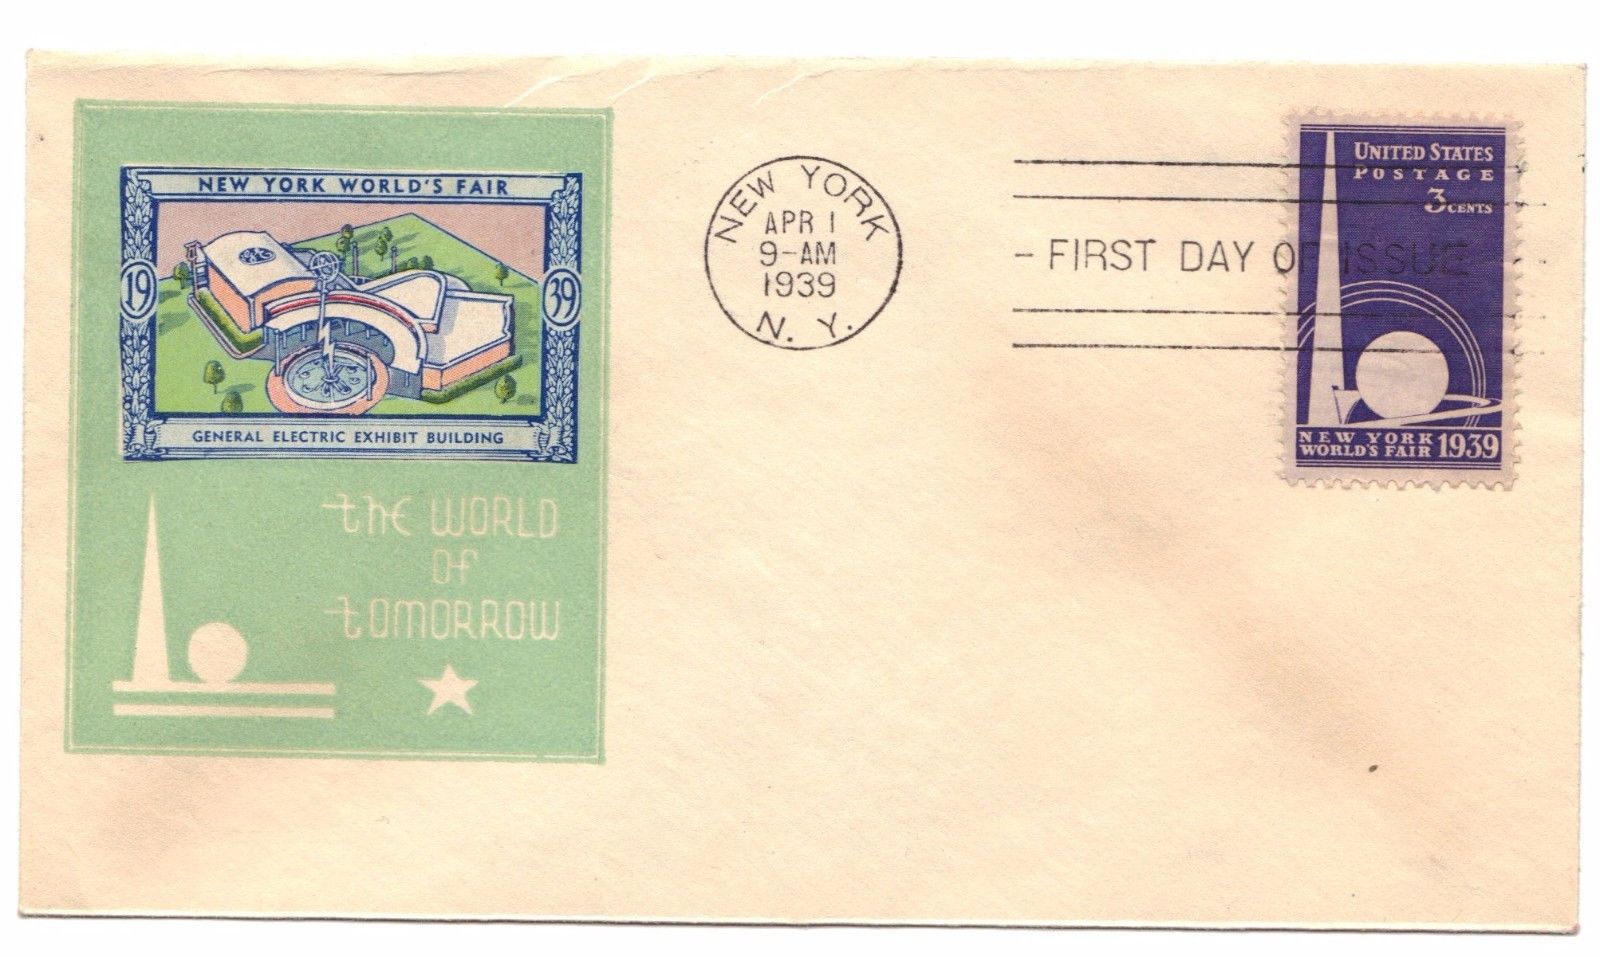 NEW YORK WORLD'S FAIR
19 39
GENERAL ELECTRIC EXHIBIT BUILDING
the WORLD
OF
tOMORROW
NEW YORK
APR 1
9-AM
1939
N. Y.
- FIRST DAY OF ISSUE
UNITED STATES
POSTAGE
3 CENTS
NEW YORK
WORLD'S FAIR 1939